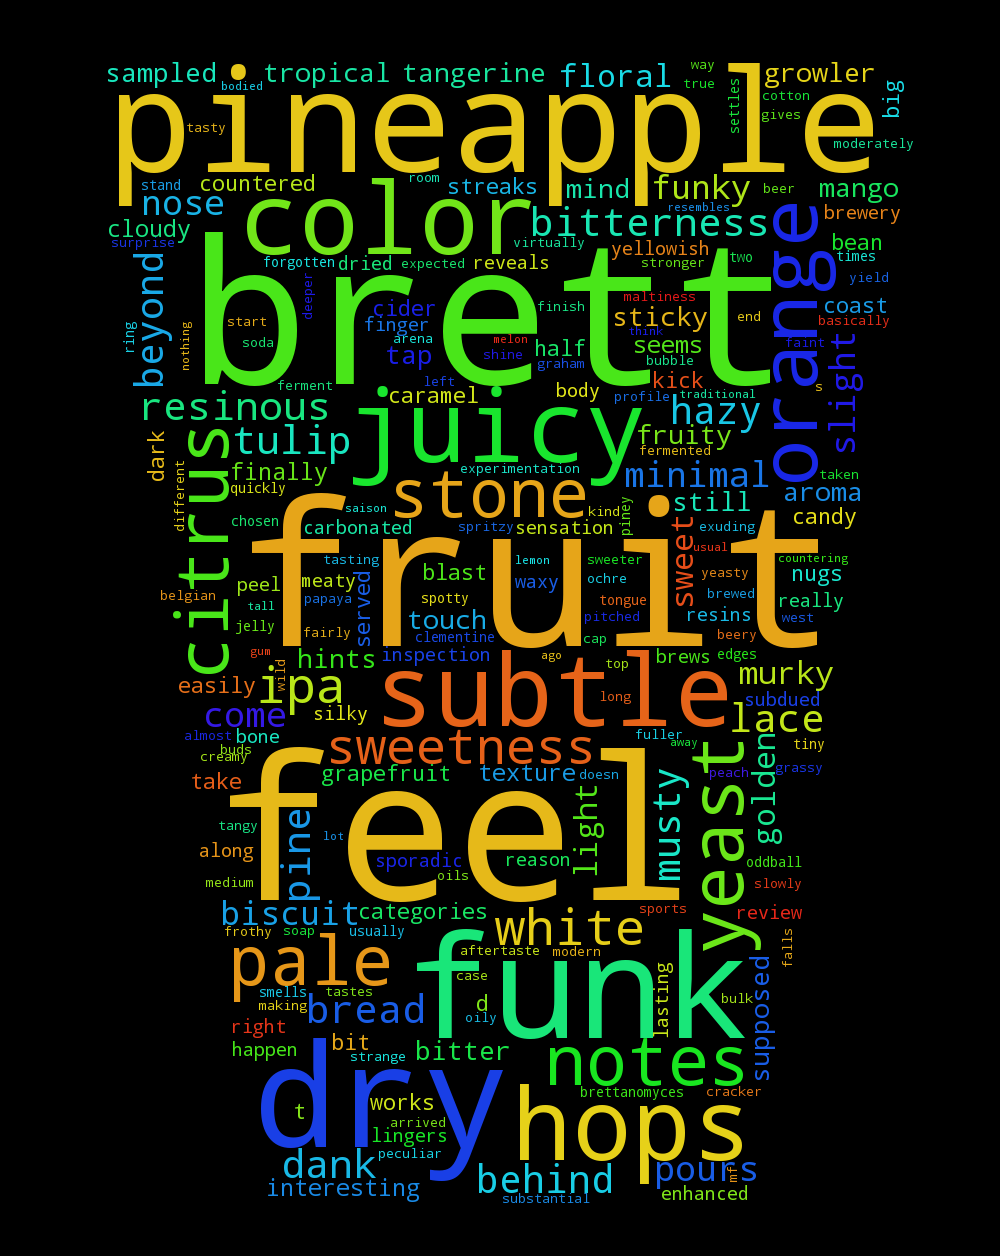 sampled tropical tangerine floral way growler
bodied true cotton big
pineapple
tasty settles gives moderately
stand countered room streaks mind funky beer mango
nose color resembles brewery
cloudy bitterness orange
surprise virtually yellowish bean
forgotten dried expected reveals stronger two times
beyond brett deeper yield
cider finish maltiness sticky end coast
ring start finger basically
nothing soda arena melon think seems faint slight
tap shine half bubble
graham kick
ferment left body profile traditional s
resinous caramel juicy hazy
tulip fruity
dark citrus fermented
finally experimentation minimal taken
different quickly stone aroma
saison kind piney still
chosen carbonated spritzy sensation exuding candy
fruit sweet usual
tasting lemon sweeter countering
peel meaty blast waxy ochre yeasty nugs
belgian papaya served spotty tongue brewed really
tall touch pitched resins west
jelly fairly clementine cap beery
gum hints inspection ago brews edges
wild top murky
easily ipa subtle long subdued
come silky lace
almost bone fuller tiny
buds sweetness away
creamy yeast golden
take grapefruit texture doesn peach grassy
feel musty
pine light
tangy lot
along sporadic reason oddball
medium oils slowly
biscuit categories white sports review
frothy soap usually falls
pale aftertaste modern
funk
smells tastes case lasting supposed
making bread d bulk
right oily
happen bit bitter notes
strange
dry brettanomyces cracker
t works hops
arrived
lingers
dank peculiar behind pours mf
interesting substantial enhanced